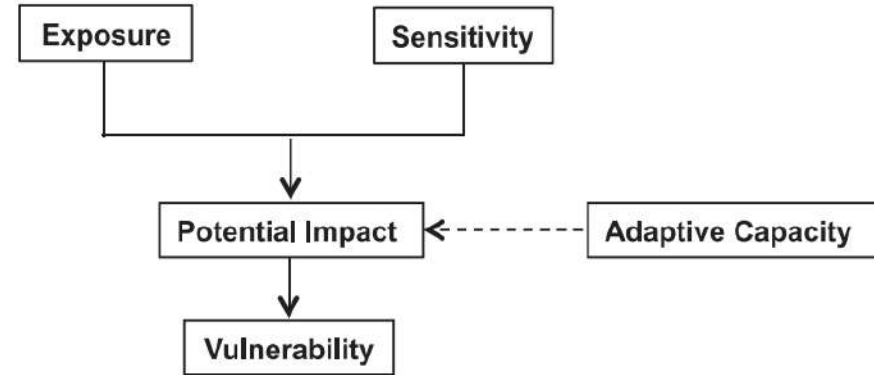 Exposure
Sensitivity
Potential Impact
Adaptive Capacity
Vulnerability